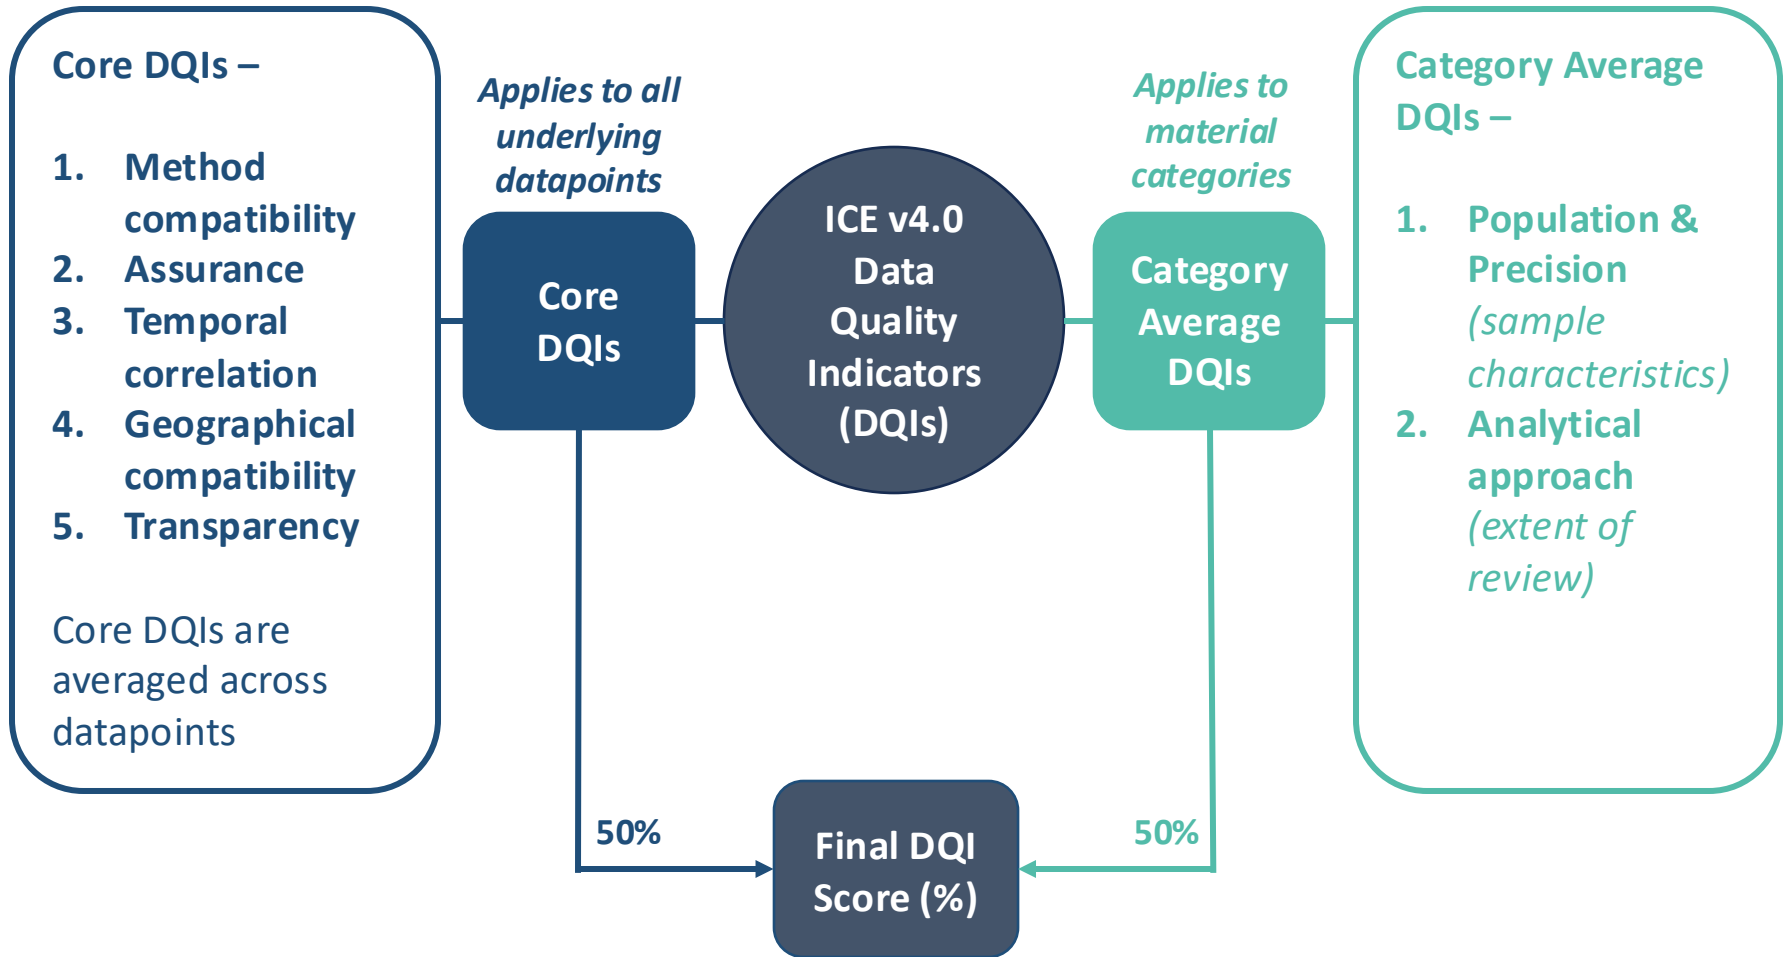 Core DQIs –
1. Method
compatibility
2. Assurance
3. Temporal
correlation
4. Geographical
compatibility
5. Transparency
Core DQIs are
averaged across
datapoints
Applies to all
underlying
datapoints
Core
DQIs
ICE v4.0
Data
Quality
Indicators
(DQIs)
Applies to
material
categories
Category
Average
DQIs
Category Average
DQIs –
1. Population &
Precision
(sample
characteristics)
2. Analytical
approach
(extent of
review)
50%
50%
Final DQI
Score (%)